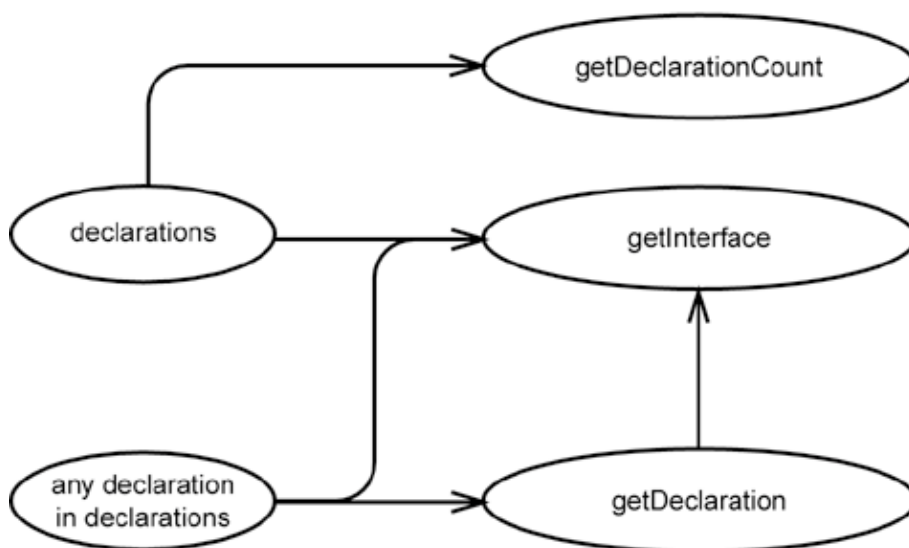 getDeclarationCount
declarations
getInterface
any declaration
in declarations
getDeclaration